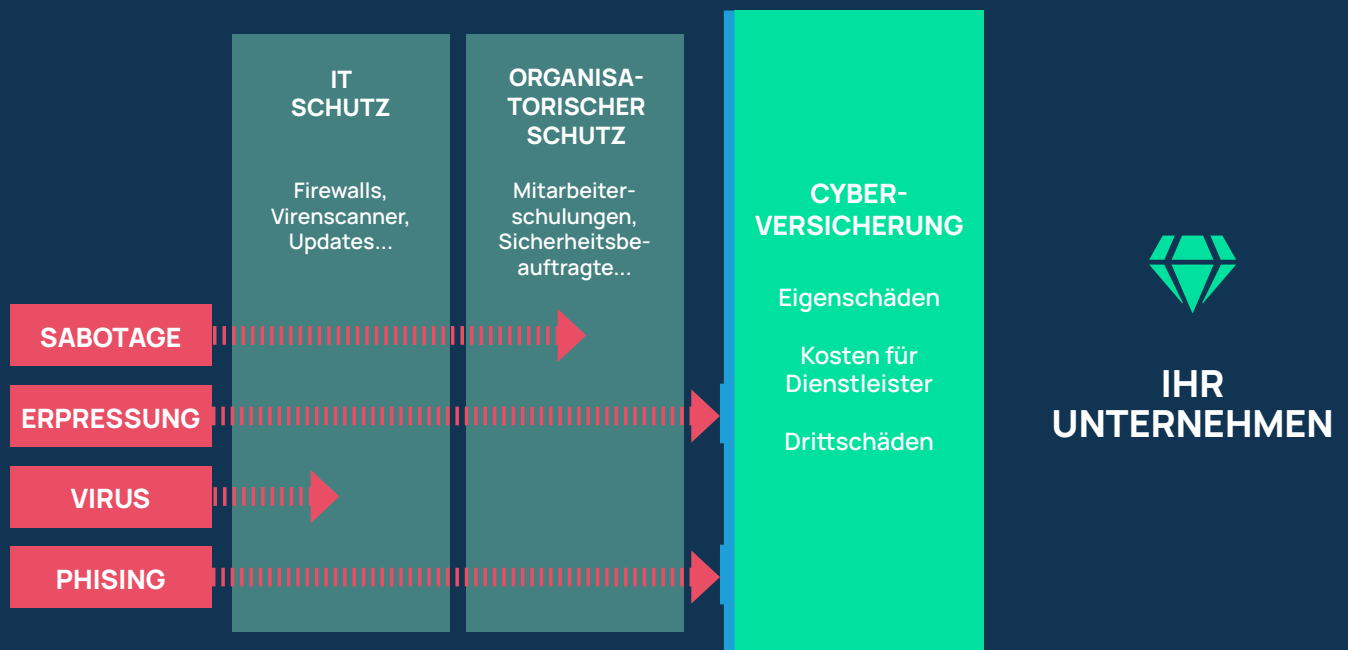 IT
SCHUTZ
Firewalls,
Virenscanner,
Updates...
ORGANISA-
TORISCHER
SCHUTZ
Mitarbeiter-
schulungen,
Sicherheitsbe-
auftragte...
CYBER-
VERSICHERUNG
Eigenschäden
Kosten für
Dienstleister
Drittschäden
SABOTAGE
ERPRESSUNG
VIRUS
PHISING
IHR
UNTERNEHMEN